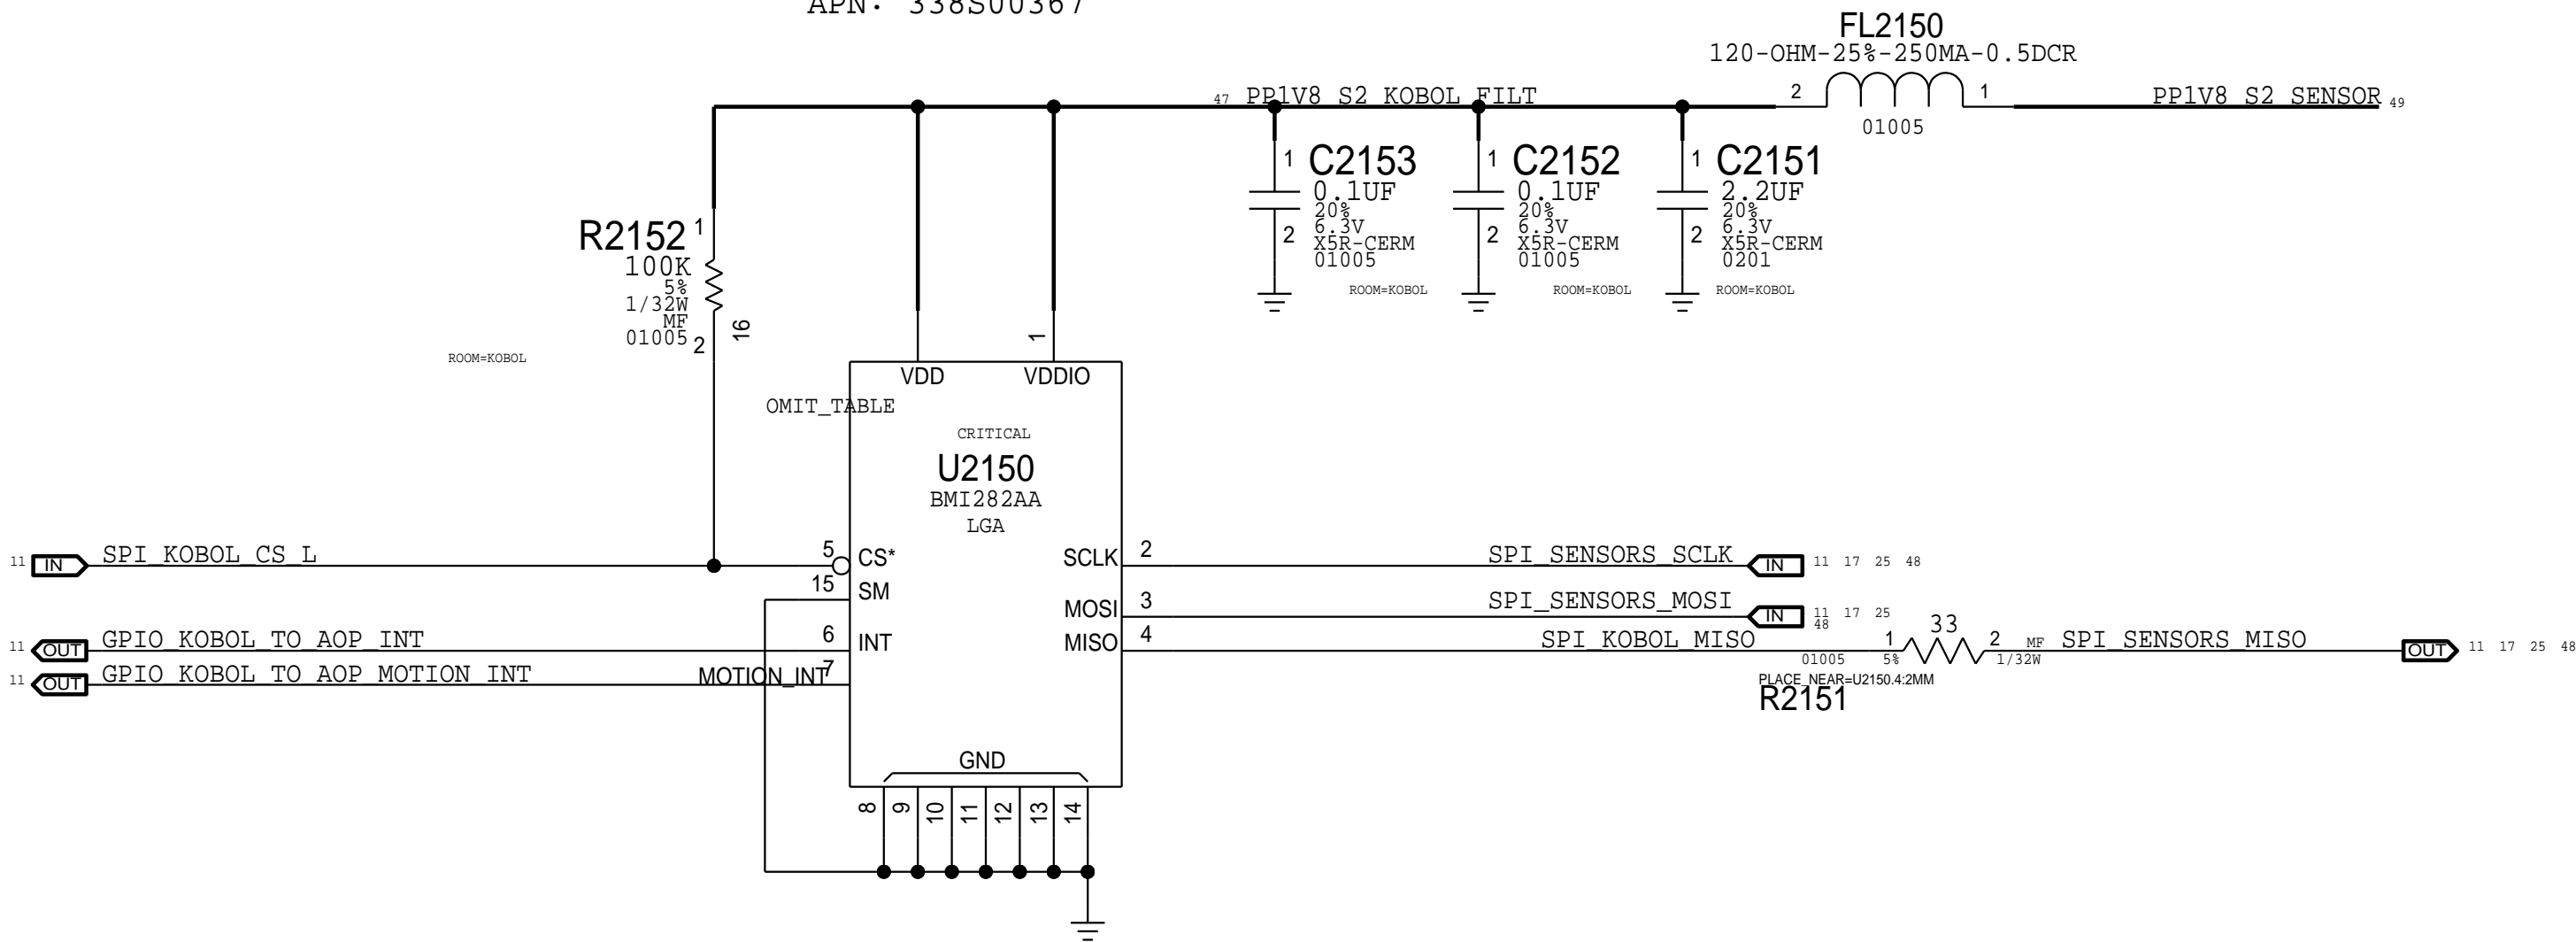 APN: 338S00367
FL2150
120-OHM-25%-250MA-0.5DCR
47 PP1V8_S2_KOBOL_FILT
2
1
PP1V8_S2_SENSOR 49
01005
1
C2153
0.1UF
20%
6.3V
2
X5R-CERM
01005
ROOM=KOBOL
1
C2152
0.1UF
20%
6.3V
2
X5R-CERM
01005
ROOM=KOBOL
1
C2151
2.2UF
20%
6.3V
2
X5R-CERM
0201
ROOM=KOBOL
R2152
1
100K
5%
1/32W
MF
01005
2
16
1
ROOM=KOBOL
VDD
VDDIO
OMIT_TABLE
CRITICAL
U2150
BMI282AA
LGA
11 IN SPI_KOBOL_CS_L
5 CS*
15 SM
11 OUT GPIO_KOBOL_TO_AOP_INT
6 INT
11 OUT GPIO_KOBOL_TO_AOP_MOTION_INT
MOTION_INT 7
SCLK 2
SPI_SENSORS_SCLK IN 11 17 25 48
MOSI 3
SPI_SENSORS_MOSI IN 11 17 25
48
MISO 4
SPI_KOBOL_MISO
1
33
2
MF
SPI_SENSORS_MISO OUT 11 17 25 48
01005
5%
1/32W
PLACE_NEAR=U2150.4:2MM
R2151
GND
8
9
10
11
12
13
14